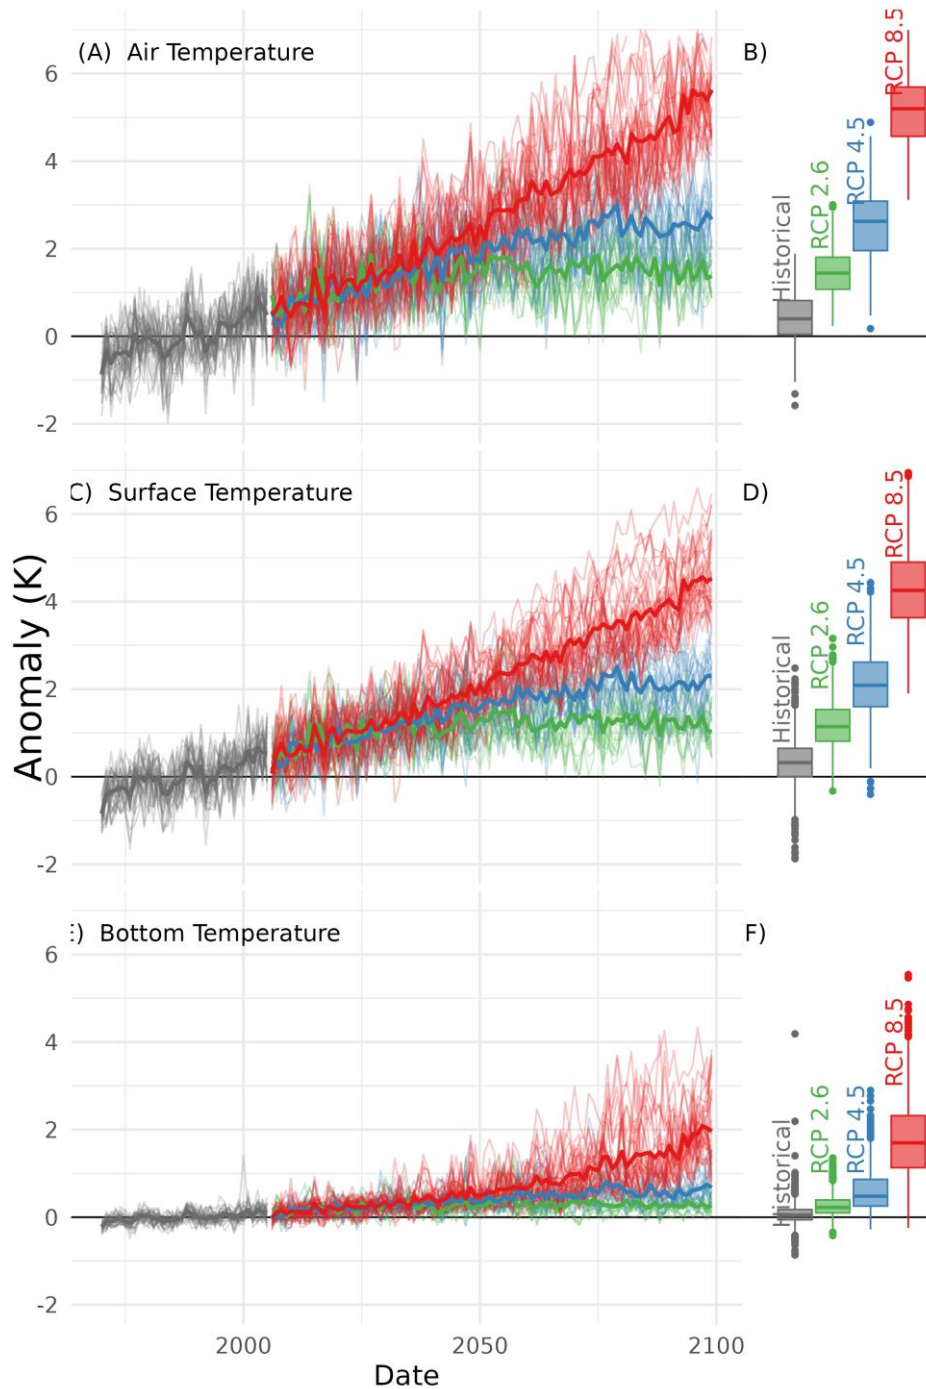 (A) Air Temperature
B)
6
4
2
0
-2
Historical
RCP 2.6
RCP 4.5
RCP 8.5
C) Surface Temperature
D)
6
4
2
0
-2
Historical
RCP 2.6
RCP 4.5
RCP 8.5
Anomaly (K)
E) Bottom Temperature
F)
6
4
2
0
-2
Historical
RCP 2.6
RCP 4.5
RCP 8.5
2000
2050
2100
Date